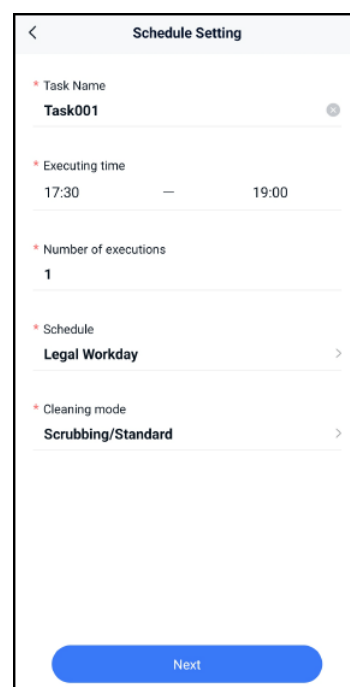 Schedule Setting
* Task Name
Task001
* Executing time
17:30 — 19:00
* Number of executions
1
* Schedule
Legal Workday
* Cleaning mode
Scrubbing/Standard
Next